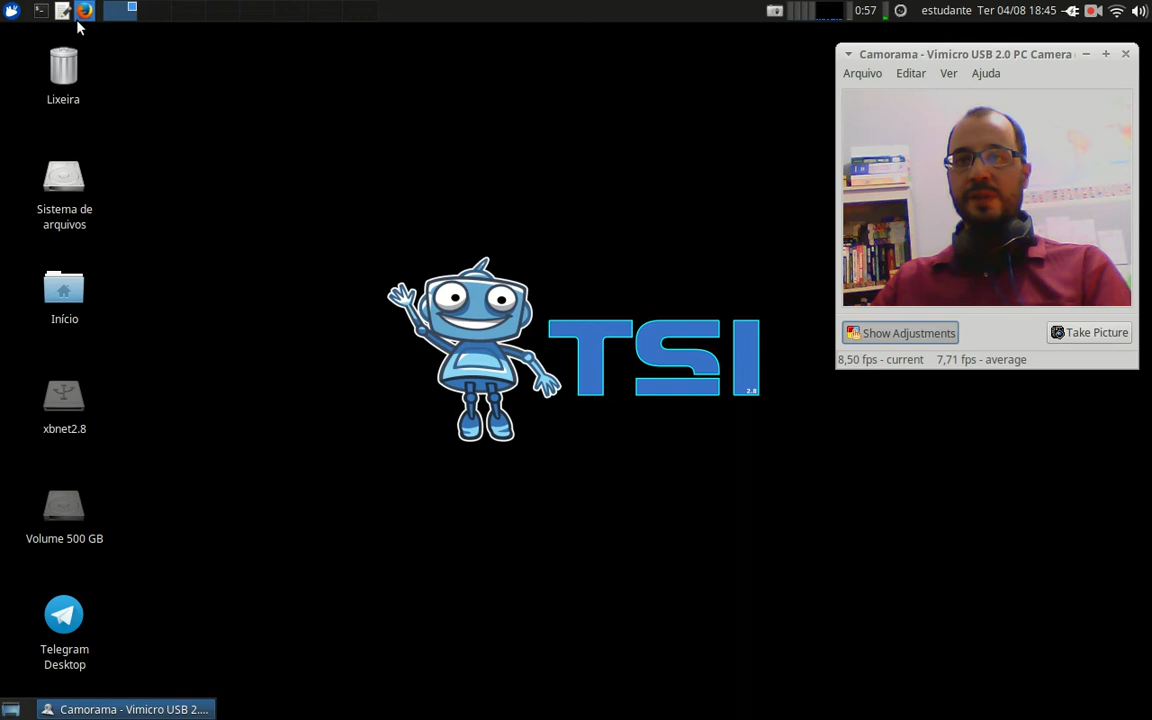 0:57
estudante
Ter 04/08 18:45
Lixeira
Sistema de
arquivos
Início
xbnet2.8
Volume 500 GB
Telegram
Desktop
TSI
2.8
Camorama - Vimicro USB 2.0 PC Camera
Arquivo Editar Ver Ajuda
Show Adjustments
Take Picture
8,50 fps - current 7,71 fps - average
Camorama - Vimicro USB 2....